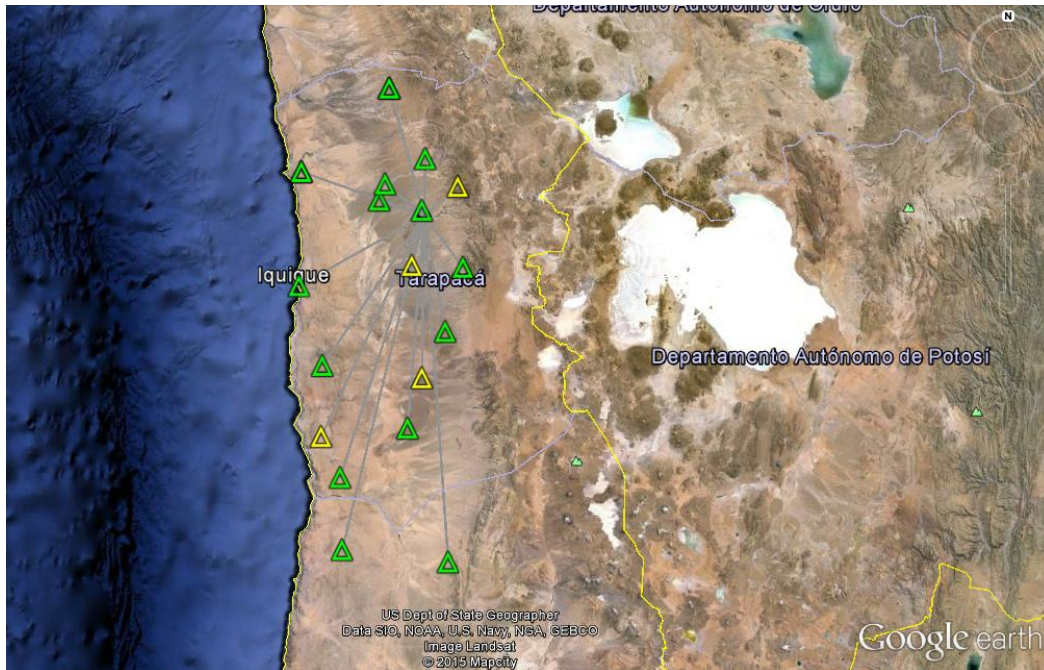 Departamento Autónomo de Oruro
N
Iquique
Tarapacá
Departamento Autónomo de Potosí
US Dept of State Geographer
Data SIO, NOAA, U.S. Navy, NGA, GEBCO
Image Landsat
© 2015 Mapcity
Google earth